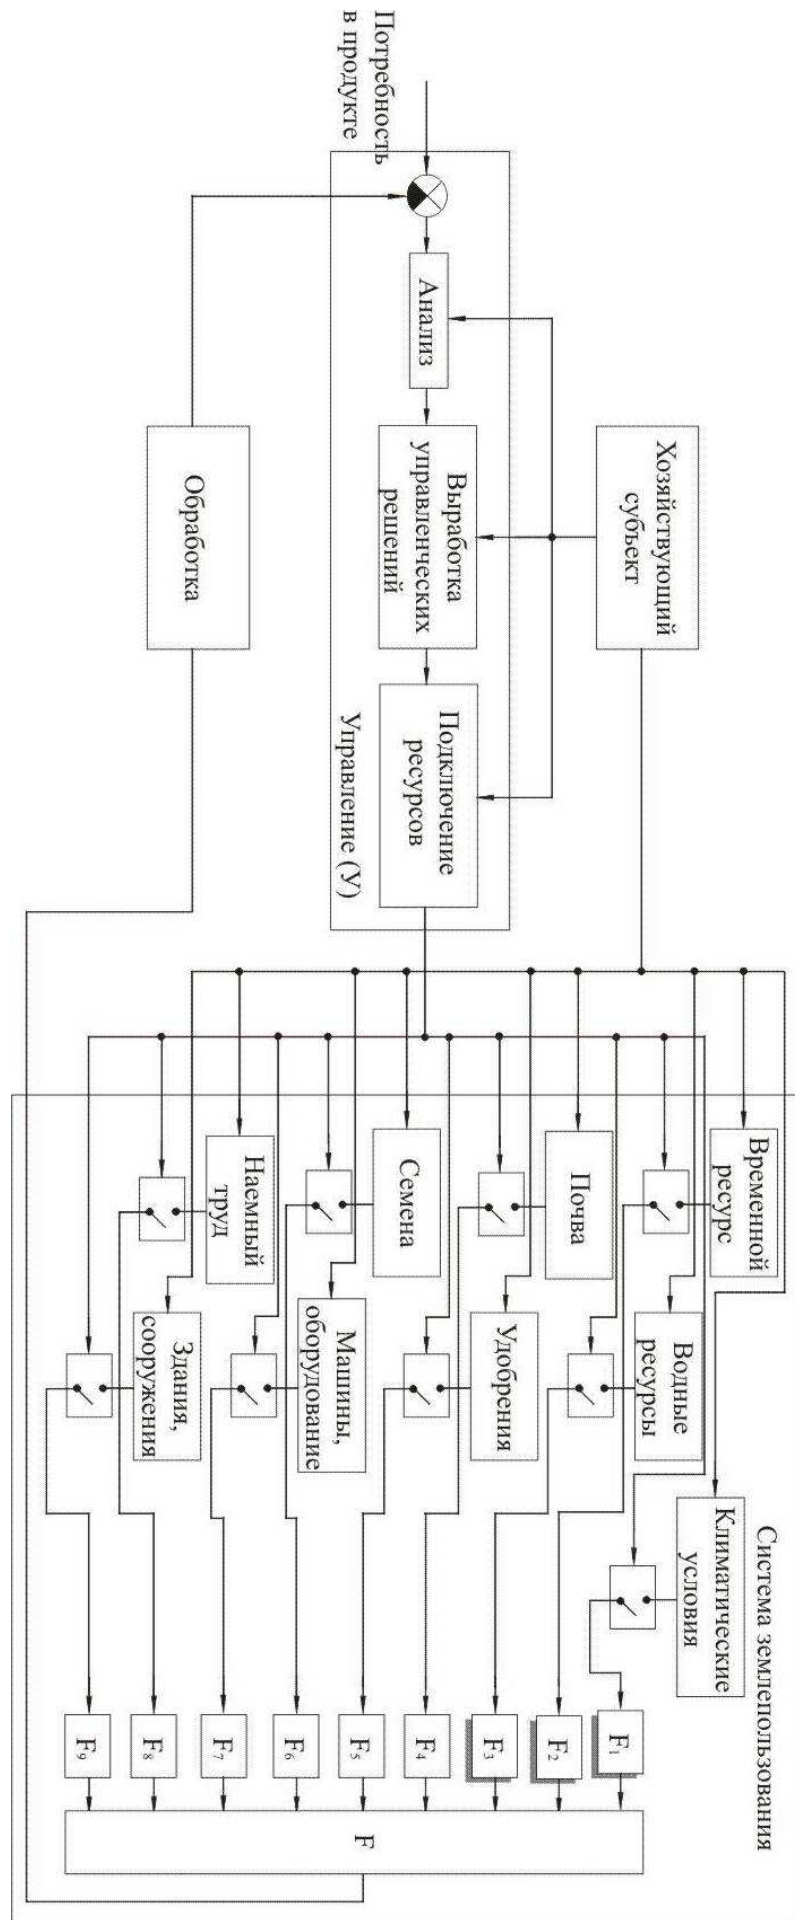 Потребность
в продукте
Анализ
Выработка
управленческих
решений
Подключение
ресурсов
Управление (У)
Хозяйствующий
субъект
Обработка
Система землепользования
Климатические
условия
Временной
ресурс
Водные
ресурсы
Почва
Удобрения
Семена
Машины,
оборудование
Наемный
труд
Здания,
сооружения
F₁
F₂
F₃
F₄
F₅
F₆
F₇
F₈
F₉
F